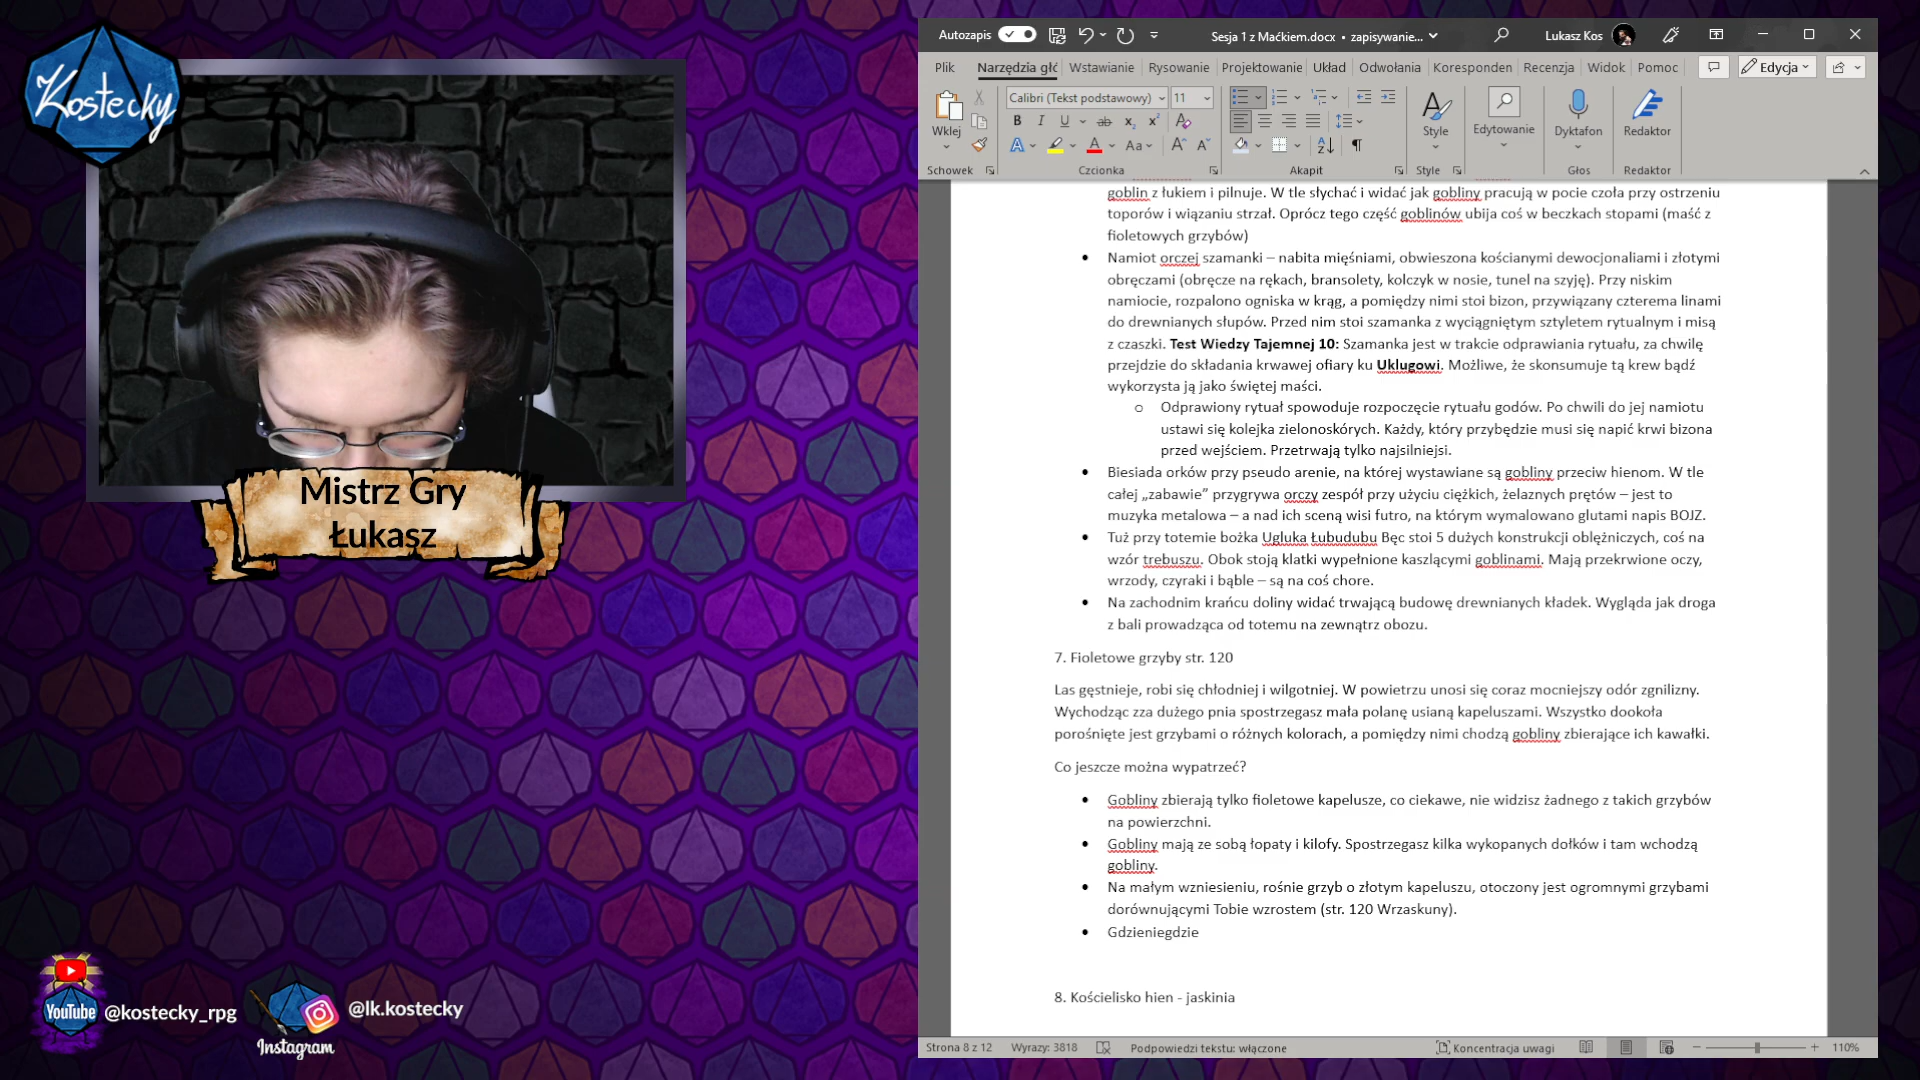 Kostecky
Mistrz Gry
Łukasz
YouTube
@kostecky_rpg
Instagram
@lk.kostecky
Autozapis
Sesja 1 z Maćkiem.docx • zapisywanie...
Lukasz Kos
Plik Narzędzia głó Wstawianie Rysowanie Projektowanie Układ Odwołania Koresponden Recenzja Widok Pomoc
Edycja
Wklej
Calibri (Tekst podstawowy) 11
B I U ab x₂ x² A
A A Aa A A
Style
Edytowanie
Dyktafon
Redaktor
Schowek Czcionka Akapit Style Głos Redaktor
goblin z łukiem i pilnuje. W tle słychać i widać jak gobliny pracują w pocie czoła przy ostrzeniu
toporów i wiązaniu strzał. Oprócz tego część goblinów ubija coś w beczkach stopami (maść z
fioletowych grzybów)
• Namiot orczej szamanki – nabita mięśniami, obwieszona kościanymi dewocjonaliami i złotymi
obręczami (obręcze na rękach, bransolety, kolczyk w nosie, tunel na szyję). Przy niskim
namiocie, rozpalono ogniska w krąg, a pomiędzy nimi stoi bizon, przywiązany czterema linami
do drewnianych słupów. Przed nim stoi szamanka z wyciągniętym sztyletem rytualnym i misą
z czaszki. Test Wiedzy Tajemnej 10: Szamanka jest w trakcie odprawiania rytuału, za chwilę
przejdzie do składania krwawej ofiary ku Uklugowi. Możliwe, że skonsumuje tą krew bądź
wykorzysta ją jako świętej maści.
o Odprawiony rytuał spowoduje rozpoczęcie rytuału godów. Po chwili do jej namiotu
ustawi się kolejka zielonoskórych. Każdy, który przybędzie musi się napić krwi bizona
przed wejściem. Przetrwają tylko najsilniejsi.
• Biesiada orków przy pseudo arenie, na której wystawiane są gobliny przeciw hienom. W tle
całej „zabawie” przygrywa orczy zespół przy użyciu ciężkich, żelaznych prętów – jest to
muzyka metalowa – a nad ich sceną wisi futro, na którym wymalowano glutami napis BOJZ.
• Tuż przy totemie bożka Ugluka Łubudubu Bęc stoi 5 dużych konstrukcji oblężniczych, coś na
wzór trebuszu. Obok stoją klatki wypełnione kaszlącymi goblinami. Mają przekrwione oczy,
wrzody, czyraki i bąble – są na coś chore.
• Na zachodnim krańcu doliny widać trwającą budowę drewnianych kładek. Wygląda jak droga
z bali prowadząca od totemu na zewnątrz obozu.
7. Fioletowe grzyby str. 120
Las gęstnieje, robi się chłodniej i wilgotniej. W powietrzu unosi się coraz mocniejszy odór zgnilizny.
Wychodząc zza dużego pnia spostrzegasz mała polanę usianą kapeluszami. Wszystko dookoła
porośnięte jest grzybami o różnych kolorach, a pomiędzy nimi chodzą gobliny zbierające ich kawałki.
Co jeszcze można wypatrzeć?
• Gobliny zbierają tylko fioletowe kapelusze, co ciekawe, nie widzisz żadnego z takich grzybów
na powierzchni.
• Gobliny mają ze sobą łopaty i kilofy. Spostrzegasz kilka wykopanych dołków i tam wchodzą
gobliny.
• Na małym wzniesieniu, rośnie grzyb o złotym kapeluszu, otoczony jest ogromnymi grzybami
dorównującymi Tobie wzrostem (str. 120 Wrzaskuny).
• Gdzieniegdzie
8. Kościelisko hien - jaskinia
Strona 8 z 12 Wyrazy: 3818 Podpowiedzi tekstu: włączone Koncentracja uwagi 110%